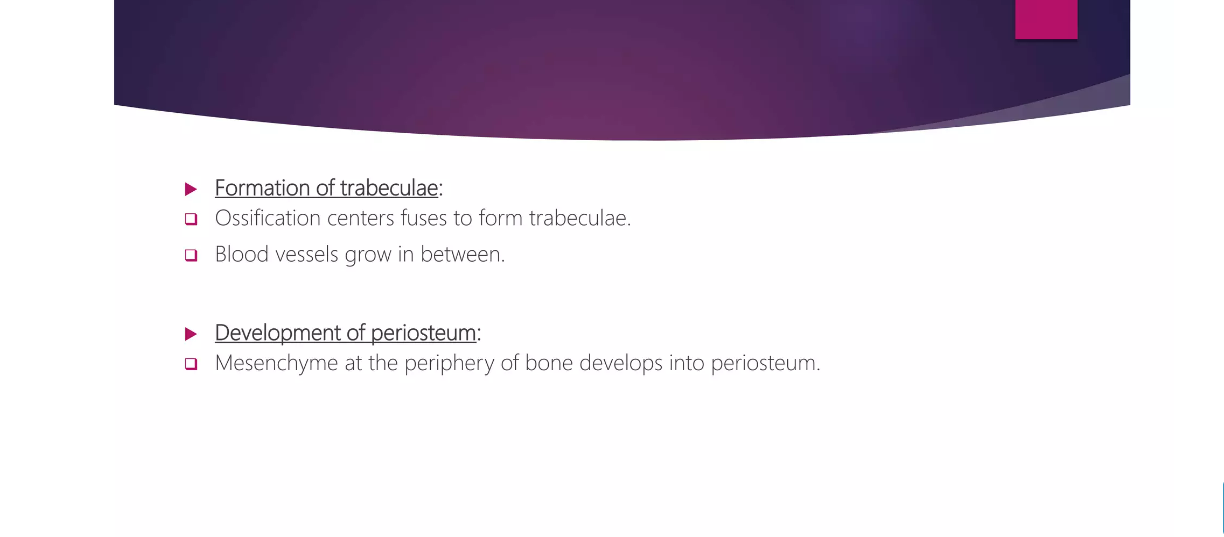 Formation of trabeculae:
Ossification centers fuses to form trabeculae.
Blood vessels grow in between.
Development of periosteum:
Mesenchyme at the periphery of bone develops into periosteum.